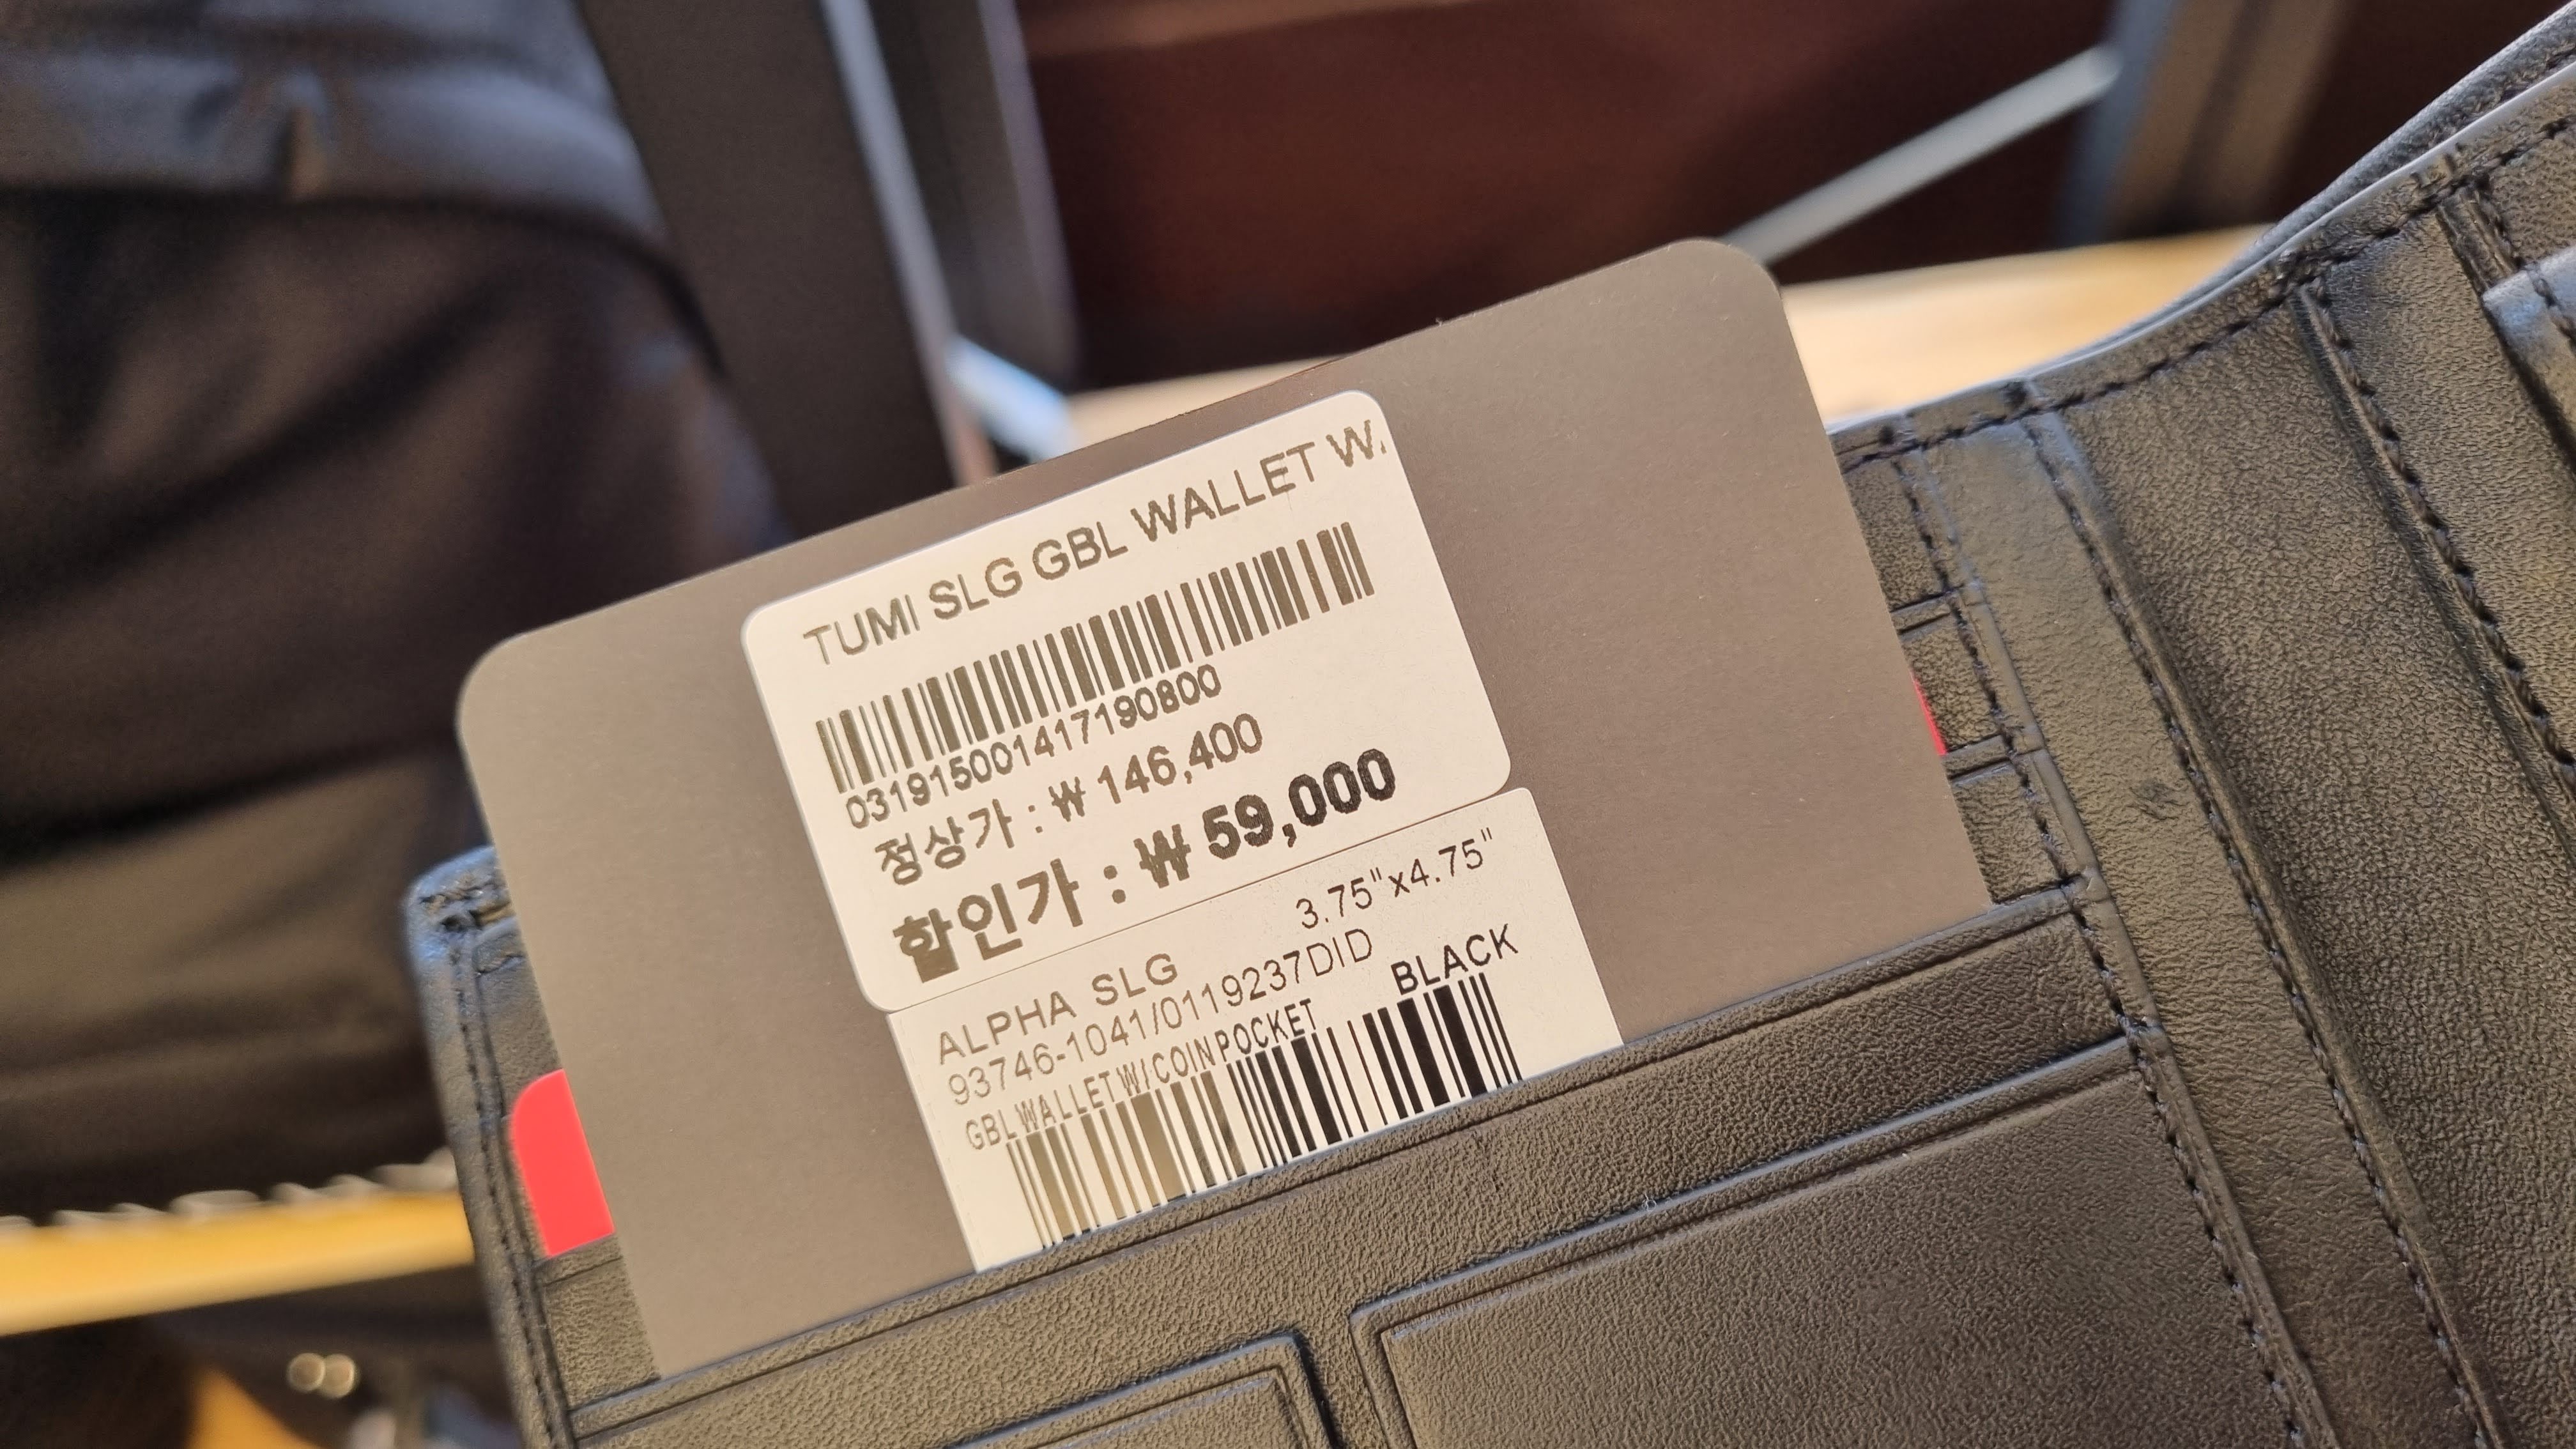 TUMI SLG GBL WALLET W.
031915001417190800
정상가 : ₩ 146,400
할인가 : ₩ 59,000
3.75"x4.75"
ALPHA SLG
93746-1041/0119237DID
BLACK
GBL WALLET W/ COIN POCKET